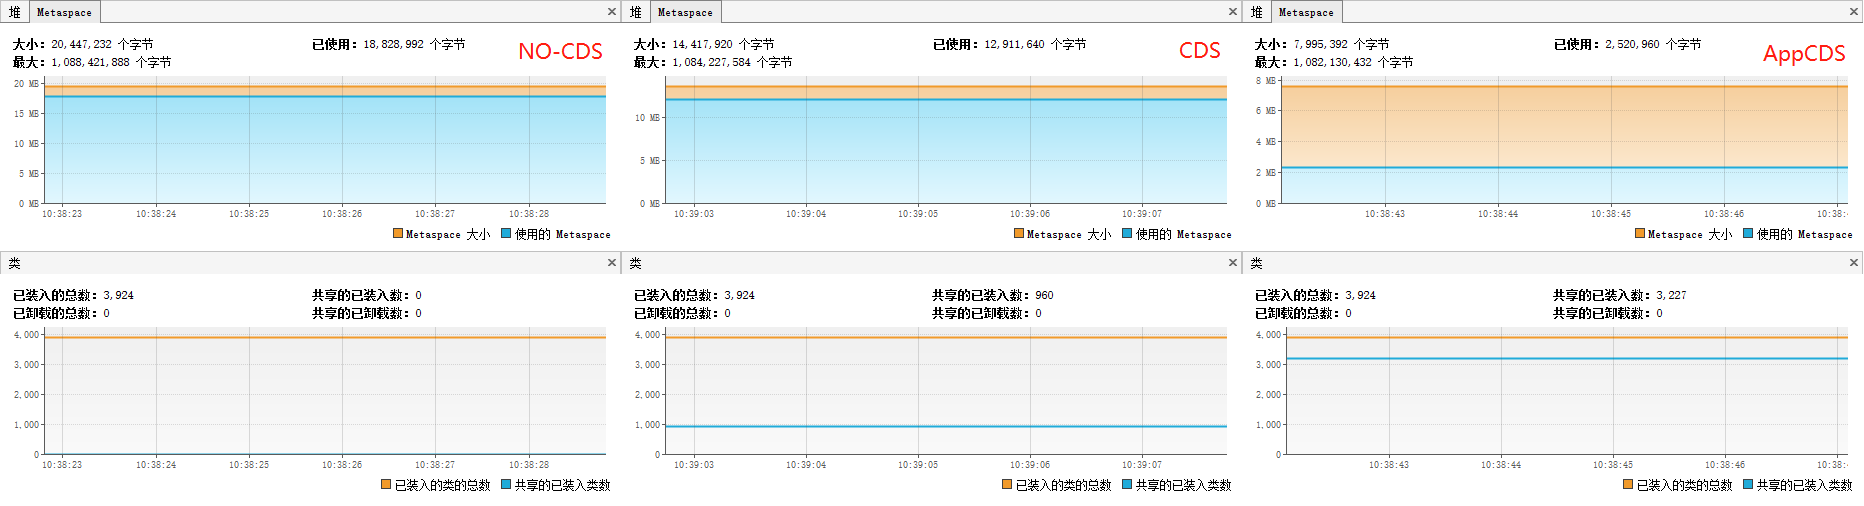 堆 Metaspace ×
大小: 20,447,232 个字节 已使用: 18,828,992 个字节
最大: 1,088,421,888 个字节
NO-CDS
20 MB
15 MB
10 MB
5 MB
0 MB
10:38:23 10:38:24 10:38:25 10:38:26 10:38:27 10:38:28
Metaspace 大小 使用的 Metaspace
类 ×
已装入的总数: 3,924 共享的已装入数: 0
已卸载的总数: 0 共享的已卸载数: 0
4,000
3,000
2,000
1,000
0
10:38:23 10:38:24 10:38:25 10:38:26 10:38:27 10:38:28
已装入的类的总数 共享的已装入类数
堆 Metaspace ×
大小: 14,417,920 个字节 已使用: 12,911,640 个字节
最大: 1,084,227,584 个字节
CDS
10 MB
5 MB
0 MB
10:39:03 10:39:04 10:39:05 10:39:06 10:39:07
Metaspace 大小 使用的 Metaspace
类 ×
已装入的总数: 3,924 共享的已装入数: 960
已卸载的总数: 0 共享的已卸载数: 0
4,000
3,000
2,000
1,000
0
10:39:03 10:39:04 10:39:05 10:39:06 10:39:07
已装入的类的总数 共享的已装入类数
堆 Metaspace ×
大小: 7,995,392 个字节 已使用: 2,520,960 个字节
最大: 1,082,130,432 个字节
AppCDS
8 MB
6 MB
4 MB
2 MB
0 MB
10:38:43 10:38:44 10:38:45 10:38:46 10:38:4
Metaspace 大小 使用的 Metaspace
类 ×
已装入的总数: 3,924 共享的已装入数: 3,227
已卸载的总数: 0 共享的已卸载数: 0
4,000
3,000
2,000
1,000
0
10:38:43 10:38:44 10:38:45 10:38:46 10:38:4
已装入的类的总数 共享的已装入类数